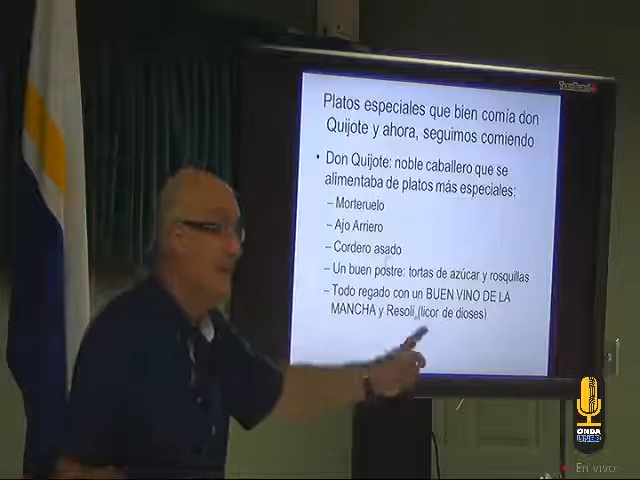 TeamBoard
Platos especiales que bien comía don
Quijote y ahora, seguimos comiendo
• Don Quijote: noble caballero que se
alimentaba de platos más especiales:
– Morteruelo
– Ajo Arriero
– Cordero asado
– Un buen postre: tortas de azúcar y rosquillas
– Todo regado con un BUEN VINO DE LA
MANCHA y Resolí (licor de dioses)
ONDA
UNED
En vivo